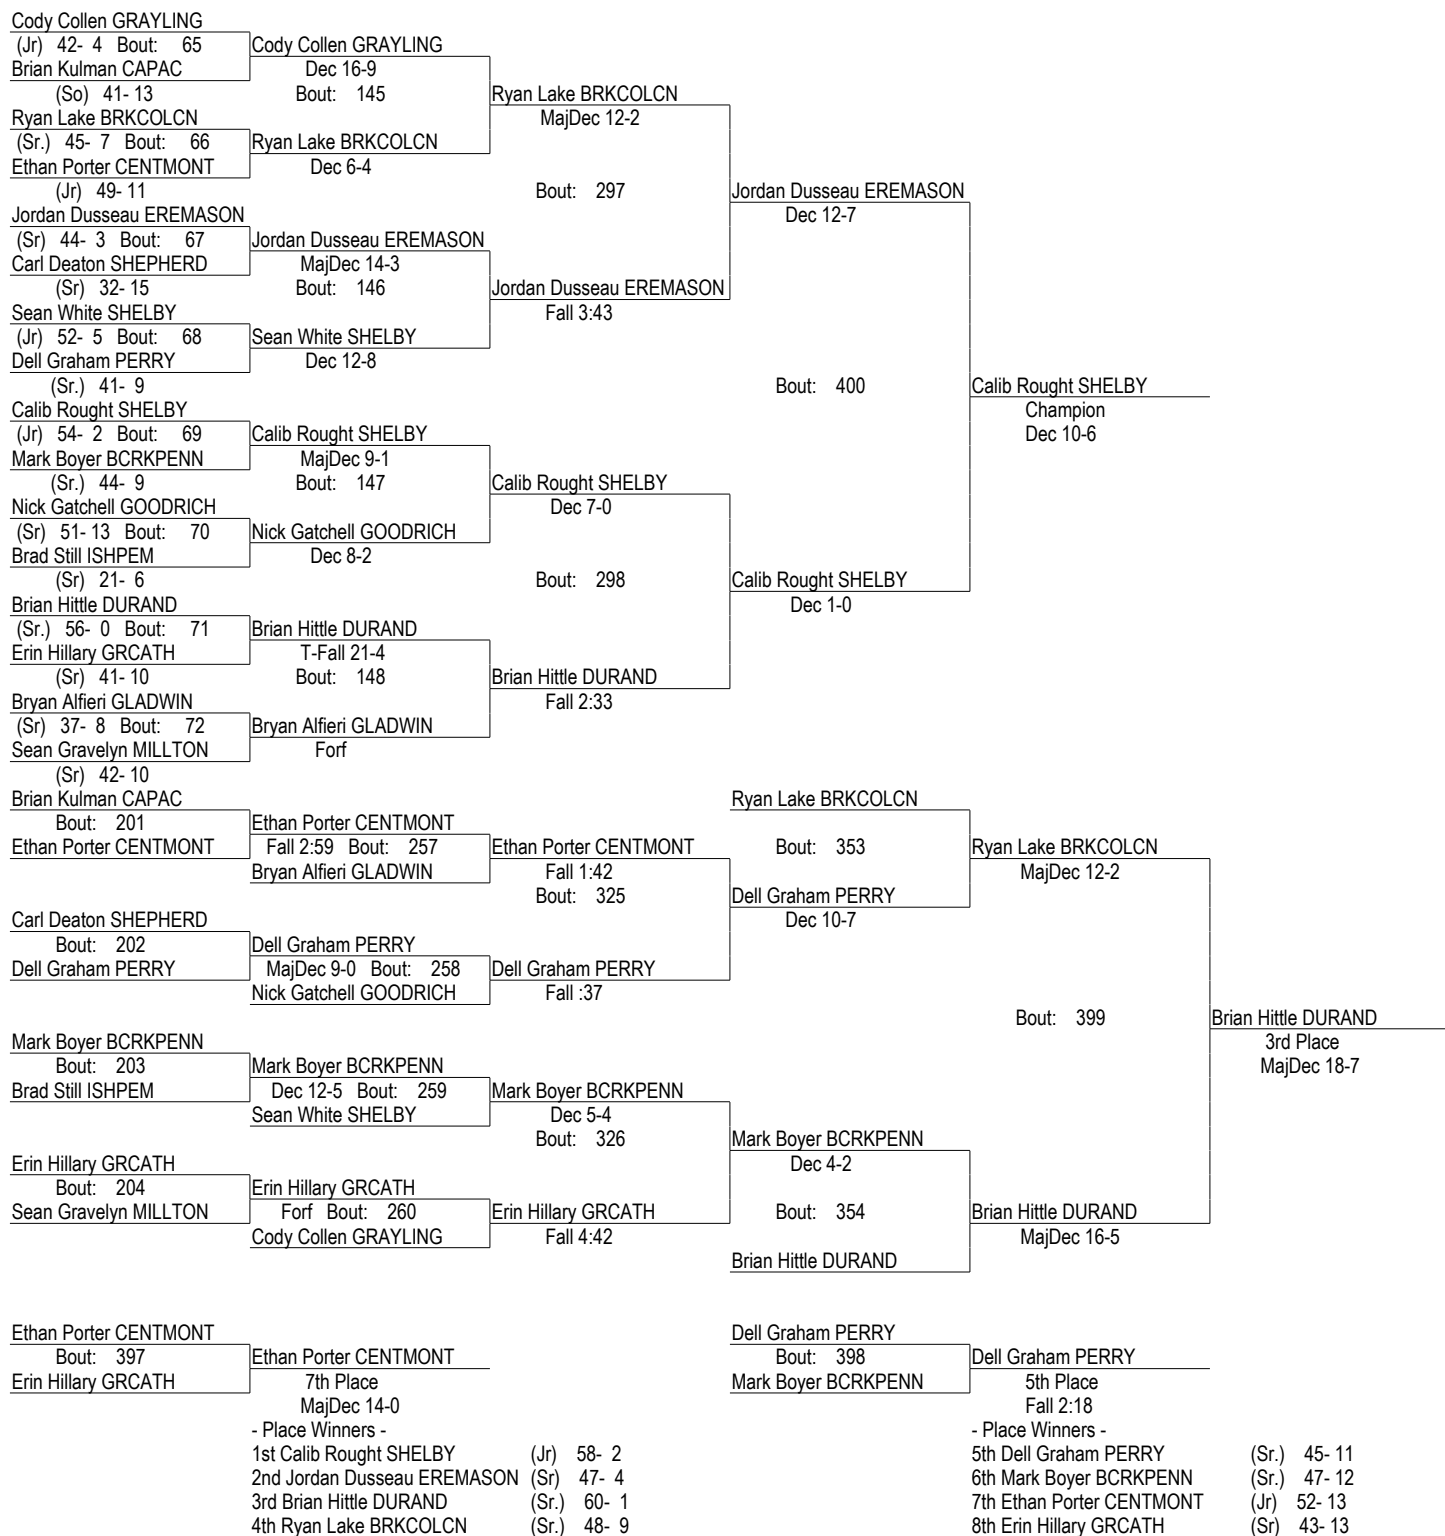 Cody Collen GRAYLING
(Jr) 42- 4 Bout: 65 Cody Collen GRAYLING
Brian Kulman CAPAC Dec 16-9
(So) 41- 13 Bout: 145 Ryan Lake BRKCOLCN
Ryan Lake BRKCOLCN MajDec 12-2
(Sr.) 45- 7 Bout: 66 Ryan Lake BRKCOLCN
Ethan Porter CENTMONT Dec 6-4
(Jr) 49- 11 Bout: 297 Jordan Dusseau EREMASON
Jordan Dusseau EREMASON Dec 12-7
(Sr) 44- 3 Bout: 67 Jordan Dusseau EREMASON
Carl Deaton SHEPHERD MajDec 14-3
(Sr) 32- 15 Bout: 146 Jordan Dusseau EREMASON
Sean White SHELBY Fall 3:43
(Jr) 52- 5 Bout: 68 Sean White SHELBY
Dell Graham PERRY Dec 12-8
(Sr.) 41- 9 Bout: 400 Calib Rought SHELBY
Calib Rought SHELBY Champion
(Jr) 54- 2 Bout: 69 Calib Rought SHELBY Dec 10-6
Mark Boyer BCRKPENN MajDec 9-1
(Sr.) 44- 9 Bout: 147 Calib Rought SHELBY
Nick Gatchell GOODRICH Dec 7-0
(Sr) 51- 13 Bout: 70 Nick Gatchell GOODRICH
Brad Still ISHPEM Dec 8-2
(Sr) 21- 6 Bout: 298 Calib Rought SHELBY
Brian Hittle DURAND Dec 1-0
(Sr.) 56- 0 Bout: 71 Brian Hittle DURAND
Erin Hillary GRCATH T-Fall 21-4
(Sr) 41- 10 Bout: 148 Brian Hittle DURAND
Bryan Alfieri GLADWIN Fall 2:33
(Sr) 37- 8 Bout: 72 Bryan Alfieri GLADWIN
Sean Gravelyn MILLTON Forf
(Sr) 42- 10
Brian Kulman CAPAC Ryan Lake BRKCOLCN
Bout: 201 Ethan Porter CENTMONT
Ethan Porter CENTMONT Fall 2:59 Bout: 257 Ethan Porter CENTMONT Bout: 353 Ryan Lake BRKCOLCN
Bryan Alfieri GLADWIN Fall 1:42 MajDec 12-2
Bout: 325 Dell Graham PERRY
Carl Deaton SHEPHERD Dec 10-7
Bout: 202 Dell Graham PERRY
Dell Graham PERRY MajDec 9-0 Bout: 258 Dell Graham PERRY
Nick Gatchell GOODRICH Fall :37
Bout: 399 Brian Hittle DURAND
Mark Boyer BCRKPENN 3rd Place
Bout: 203 Mark Boyer BCRKPENN MajDec 18-7
Brad Still ISHPEM Dec 12-5 Bout: 259 Mark Boyer BCRKPENN
Sean White SHELBY Dec 5-4
Bout: 326 Mark Boyer BCRKPENN
Erin Hillary GRCATH Dec 4-2
Bout: 204 Erin Hillary GRCATH
Sean Gravelyn MILLTON Forf Bout: 260 Erin Hillary GRCATH Bout: 354 Brian Hittle DURAND
Cody Collen GRAYLING Fall 4:42 MajDec 16-5
Brian Hittle DURAND
Ethan Porter CENTMONT Dell Graham PERRY
Bout: 397 Ethan Porter CENTMONT Bout: 398 Dell Graham PERRY
Erin Hillary GRCATH 7th Place Mark Boyer BCRKPENN 5th Place
MajDec 14-0 Fall 2:18
- Place Winners - - Place Winners -
1st Calib Rought SHELBY (Jr) 58- 2 5th Dell Graham PERRY (Sr.) 45- 11
2nd Jordan Dusseau EREMASON (Sr) 47- 4 6th Mark Boyer BCRKPENN (Sr.) 47- 12
3rd Brian Hittle DURAND (Sr.) 60- 1 7th Ethan Porter CENTMONT (Jr) 52- 13
4th Ryan Lake BRKCOLCN (Sr.) 48- 9 8th Erin Hillary GRCATH (Sr) 43- 13